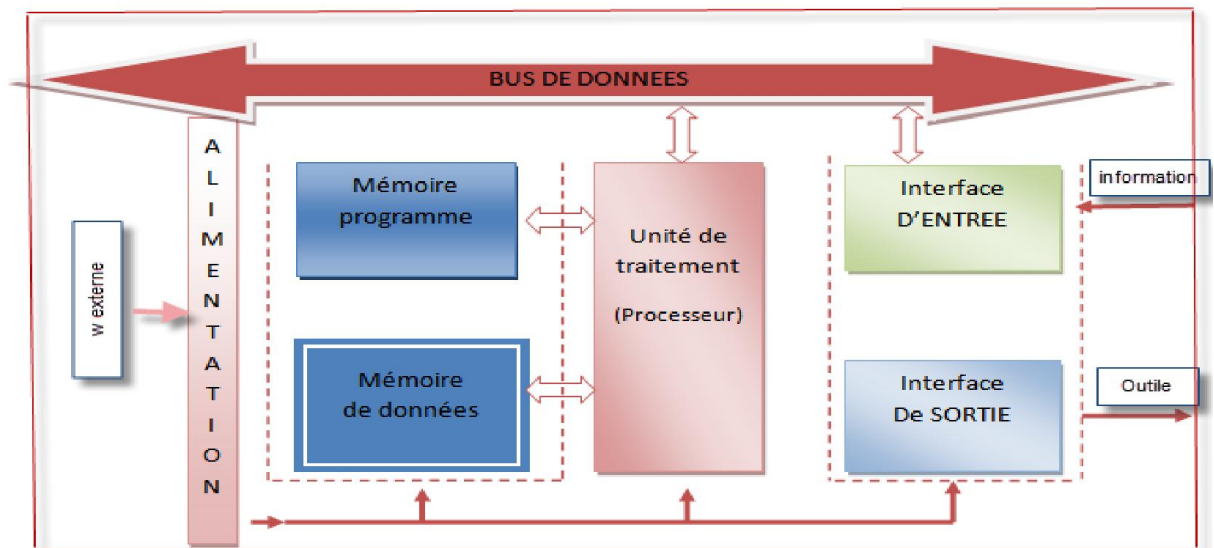 BUS DE DONNEES
ALIMENTATION
w externe
Mémoire
programme
Mémoire
de données
Unité de
traitement
(Processeur)
Interface
D'ENTREE
Interface
De SORTIE
information
Outile